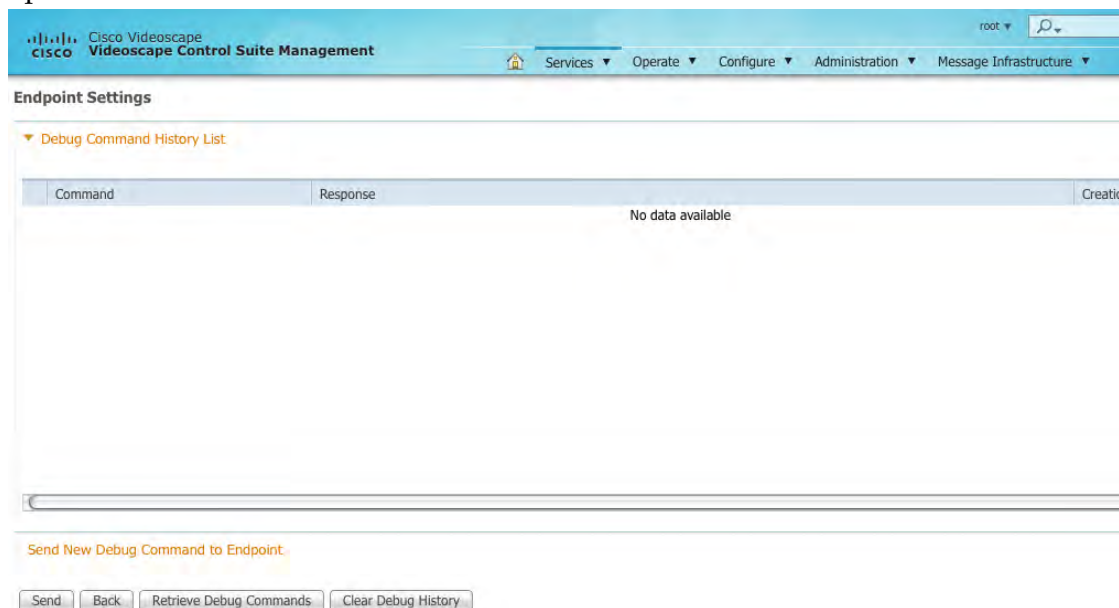 Cisco Videoscape
CISCO Videoscape Control Suite Management
root
Services Operate Configure Administration Message Infrastructure
Endpoint Settings
Debug Command History List
Command Response Creatio
No data available
Send New Debug Command to Endpoint
Send Back Retrieve Debug Commands Clear Debug History